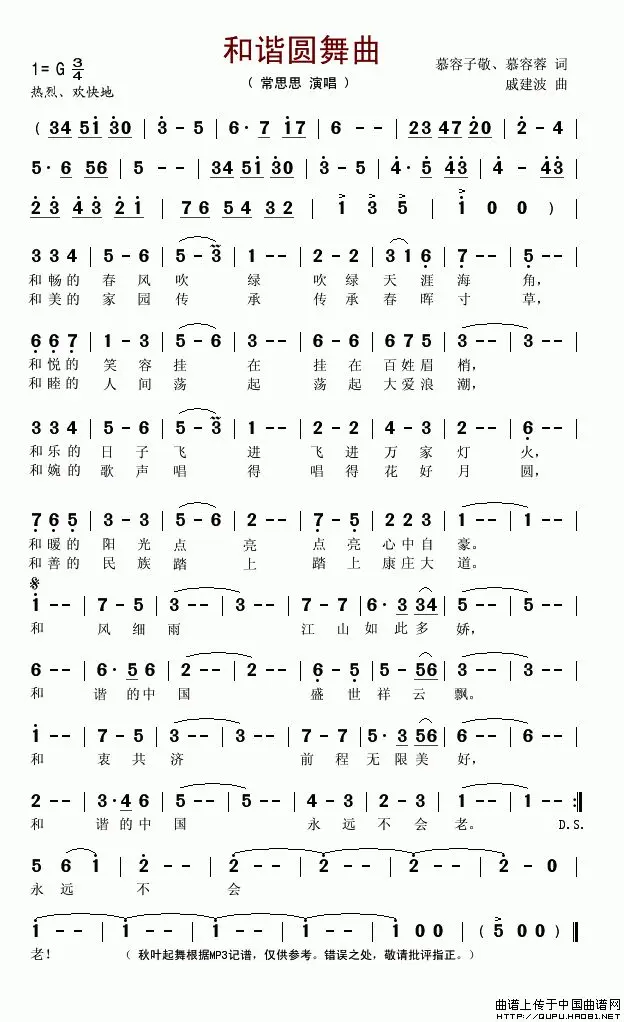 和谐圆舞曲
1=G 3/4
（ 常思思 演唱 ）
慕容子敬、慕容蓉 词
热烈、欢快地
戚建波 曲
( 34 51 30 | 3 - 5 | 6· 7 17 | 6 - - | 23 47 20 | 2 - 4 |
5· 6 56 | 5 - - | 34 51 30 | 3 - 5 | 4· 5 43 | 4 - 43 |
23 43 21 | 76 54 32 | 1 3 5 | 1 0 0 ) |
3 3 4 | 5 - 6 | 5 - 3 | 1 - - | 2 - 2 | 3 1 6 | 7 - - | 5 - - |
和 畅 的 春 风 吹 绿 吹 绿 天 涯 海 角，
和 美 的 家 园 传 承 传 承 春 晖 寸 草，
6 6 7 | 1 - 3 | 5 - 6 | 3 - - | 6 - 6 | 6 7 5 | 3 - - | 3 - - |
和 悦 的 笑 容 挂 在 挂 在 百 姓 眉 梢，
和 睦 的 人 间 荡 起 荡 起 大 爱 浪 潮，
3 3 4 | 5 - 6 | 5 - 3 | 1 - - | 2 - 2 | 4 - 3 | 2 - - | 6 - - |
和 乐 的 日 子 飞 进 飞 进 万 家 灯 火，
和 婉 的 歌 声 唱 得 唱 得 花 好 月 圆，
7 6 5 | 3 - 3 | 5 - 6 | 2 - - | 7 - 5 | 2 2 3 | 1 - - | 1 - - |
和 暖 的 阳 光 点 亮 点 亮 心 中 自 豪。
和 善 的 民 族 踏 上 踏 上 康 庄 大 道。
1 - - | 7 - 5 | 3 - - | 3 - - | 7 - 7 | 6· 3 34 | 5 - - | 5 - - |
和 风 细 雨 江 山 如 此 多 娇，
6 - - | 6· 5 6 | 2 - - | 2 - - | 6 - 5 | 5 - 56 | 3 - - | 3 - - |
和 谐 的 中 国 盛 世 祥 云 飘。
1 - - | 7 - 5 | 3 - - | 3 - - | 7 - 7 | 5· 3 56 | 6 - - | 6 - - |
和 衷 共 济 前 程 无 限 美 好，
2 - - | 3· 4 6 | 5 - - | 5 - - | 4 - 3 | 2 - 3 | 1 - - | 1 - - :‖
和 谐 的 中 国 永 远 不 会 老。 D.S.
5 6 1 | 2 - - | 2 - - | 2 - - | 2 - - | 2 - - | 2 - 0 |
永 远 不 会
1 - - | 1 - - | 1 - - | 1 - - | 1 0 0 | ( 5 0 0 ) ‖
老! （ 秋叶起舞根据MP3记谱，仅供参考。错误之处，敬请批评指正。）
曲谱上传于中国曲谱网
HTTP://QUPU.HAO81.NET